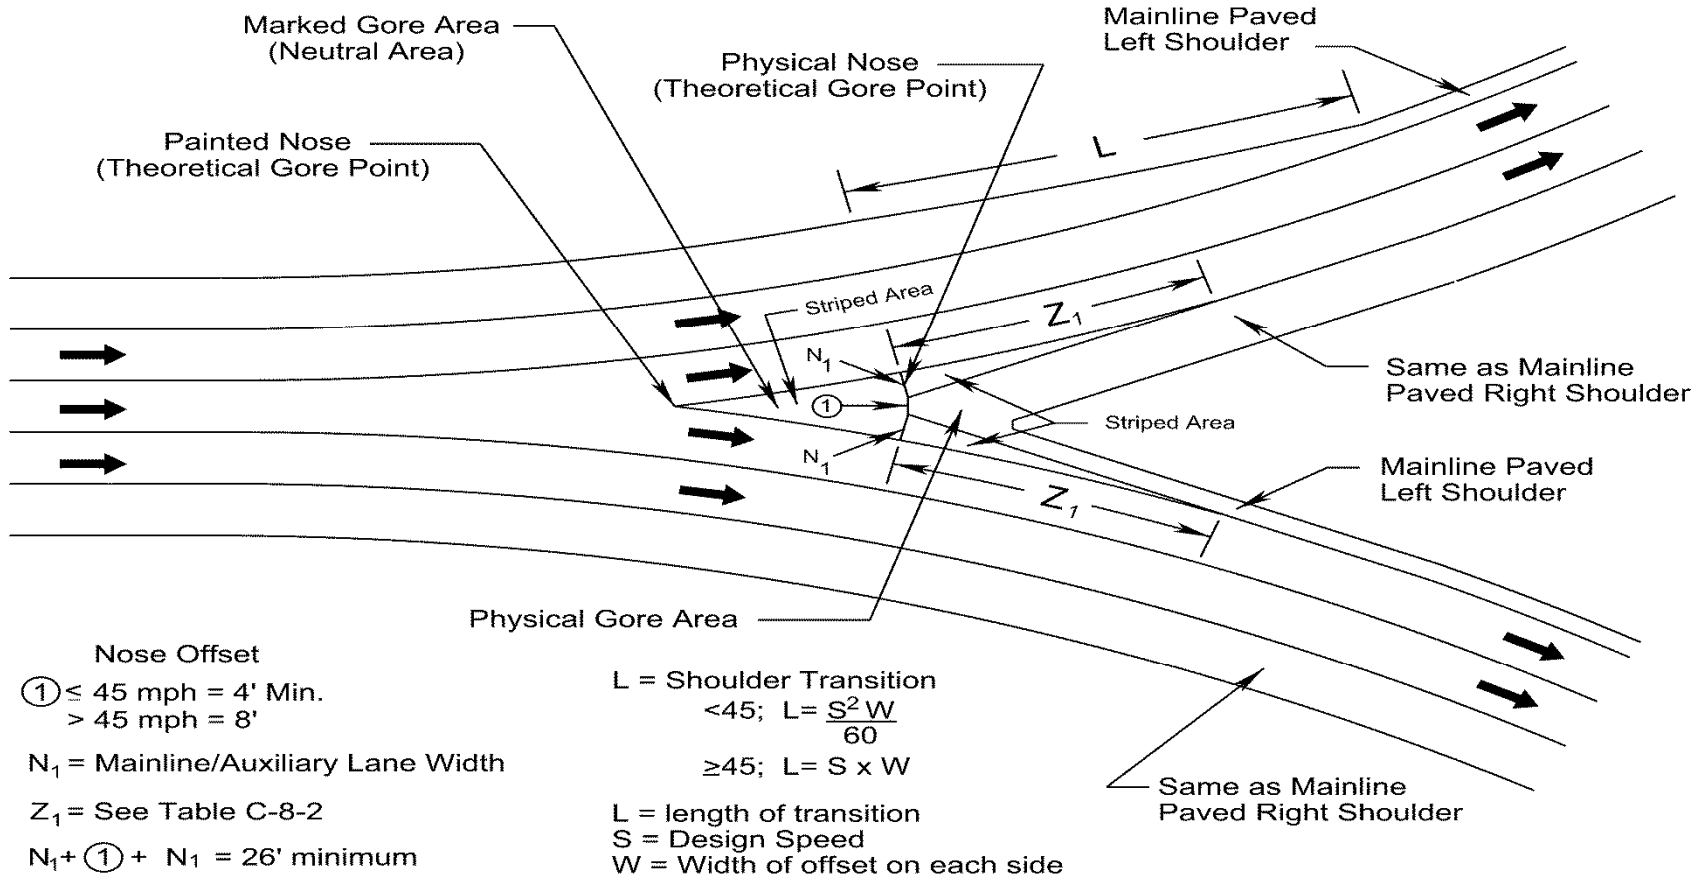 Marked Gore Area
(Neutral Area)
Physical Nose
(Theoretical Gore Point)
Mainline Paved
Left Shoulder
Painted Nose
(Theoretical Gore Point)
L
Striped Area
Z1
N1
1
N1
Z1
Same as Mainline
Paved Right Shoulder
Striped Area
Mainline Paved
Left Shoulder
Physical Gore Area
Same as Mainline
Paved Right Shoulder
Nose Offset
① ≤ 45 mph = 4' Min.
> 45 mph = 8'
N1 = Mainline/Auxiliary Lane Width
Z1 = See Table C-8-2
N1+ ① + N1 = 26' minimum
L = Shoulder Transition
<45; L= S² W
60
≥45; L= S x W
L = length of transition
S = Design Speed
W = Width of offset on each side